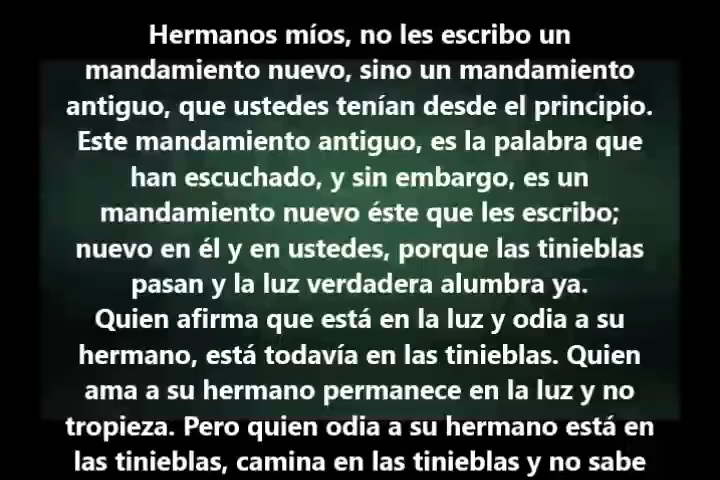 Hermanos míos, no les escribo un
mandamiento nuevo, sino un mandamiento
antiguo, que ustedes tenían desde el principio.
Este mandamiento antiguo, es la palabra que
han escuchado, y sin embargo, es un
mandamiento nuevo éste que les escribo;
nuevo en él y en ustedes, porque las tinieblas
pasan y la luz verdadera alumbra ya.
Quien afirma que está en la luz y odia a su
hermano, está todavía en las tinieblas. Quien
ama a su hermano permanece en la luz y no
tropieza. Pero quien odia a su hermano está en
las tinieblas, camina en las tinieblas y no sabe